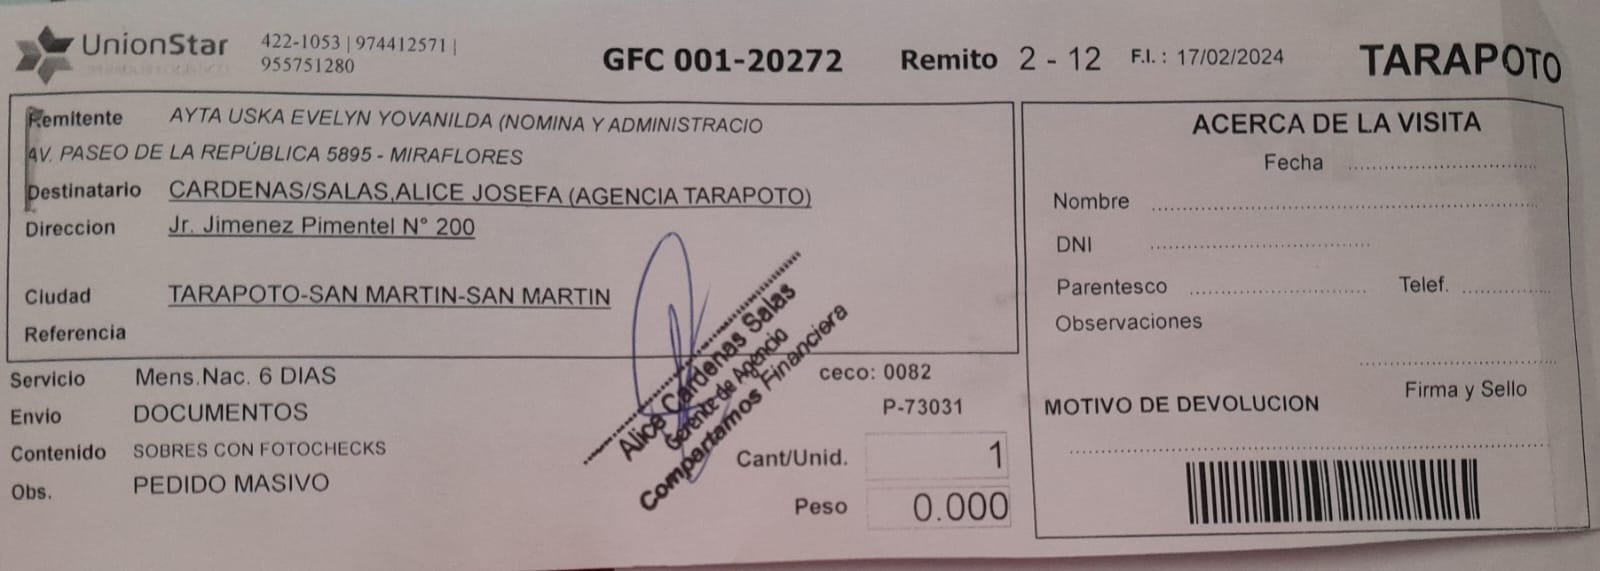 UnionStar
422-1053 | 974412571 |
955751280
GFC 001-20272
Remito 2 - 12
F.I. : 17/02/2024
TARAPOTO
Remitente AYTA USKA EVELYN YOVANILDA (NOMINA Y ADMINISTRACIO
AV. PASEO DE LA REPÚBLICA 5895 - MIRAFLORES
Destinatario CARDENAS/SALAS,ALICE JOSEFA (AGENCIA TARAPOTO)
Direccion Jr. Jimenez Pimentel N° 200
Ciudad TARAPOTO-SAN MARTIN-SAN MARTIN
Referencia
Servicio Mens.Nac. 6 DIAS
Envio DOCUMENTOS
Contenido SOBRES CON FOTOCHECKS
Obs. PEDIDO MASIVO
Alice Cardenas Salas
Gerente de Agencia
Compartamos Financiera
ceco: 0082
P-73031
Cant/Unid. 1
Peso 0.000
ACERCA DE LA VISITA
Fecha
Nombre
DNI
Parentesco Telef.
Observaciones
Firma y Sello
MOTIVO DE DEVOLUCION